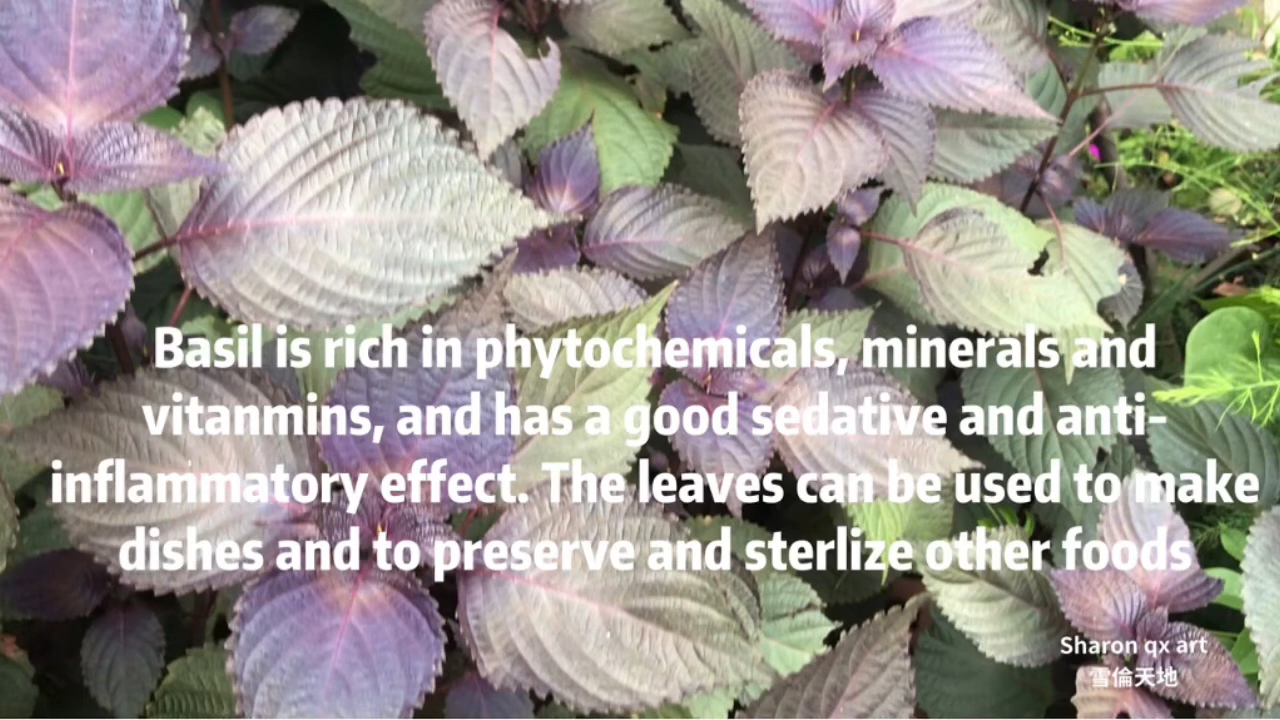 Basil is rich in phytochemicals, minerals and
vitanmins, and has a good sedative and anti-
inflammatory effect. The leaves can be used to make
dishes and to preserve and sterlize other foods
Sharon qx art
雪倫天地